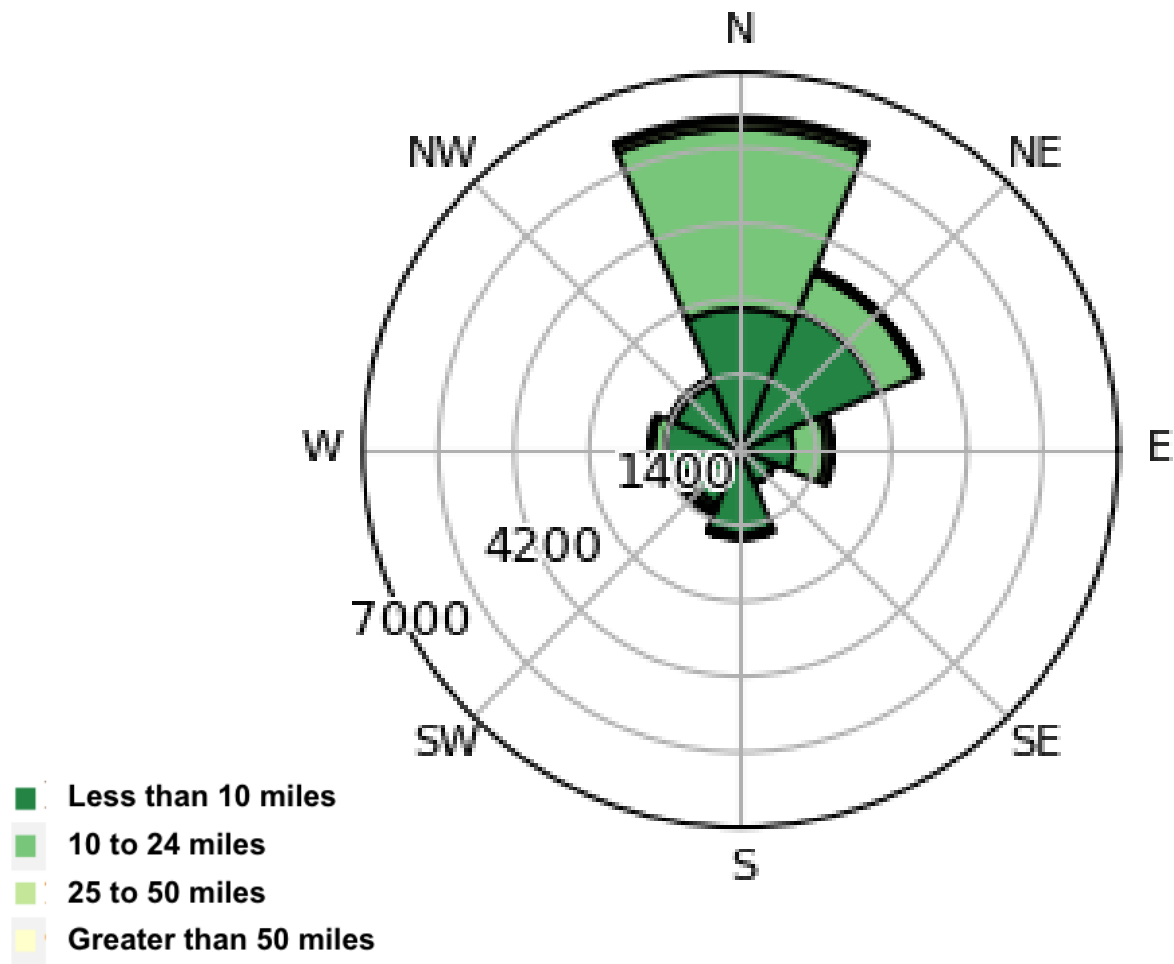 N
NW
NE
W
E
1400
4200
7000
SW
SE
S
Less than 10 miles
10 to 24 miles
25 to 50 miles
Greater than 50 miles